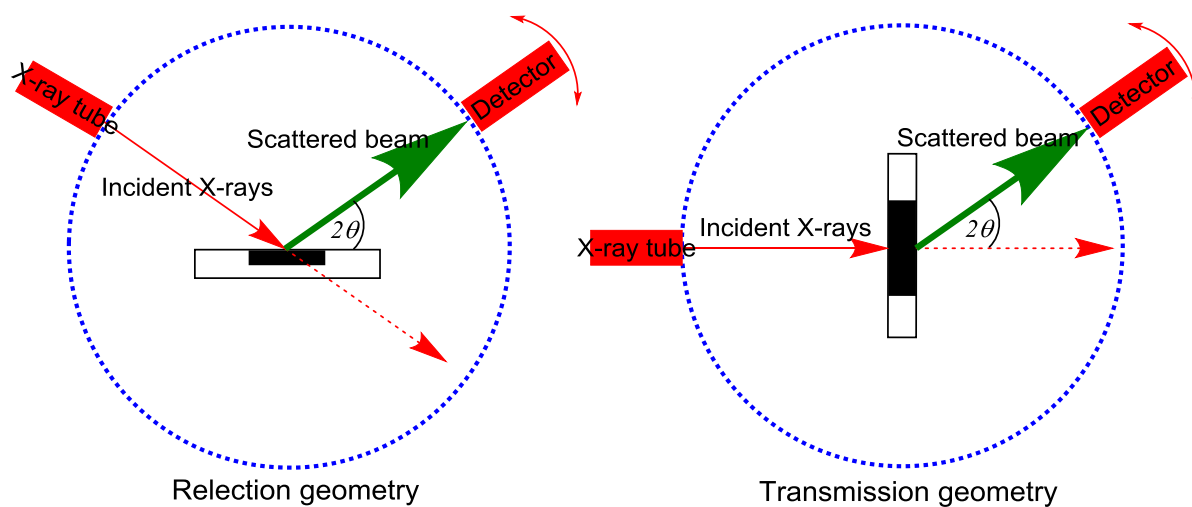 X-ray tube
Detector
Scattered beam
Incident X-rays
2θ
Relection geometry
X-ray tube
Detector
Scattered beam
Incident X-rays
2θ
Transmission geometry